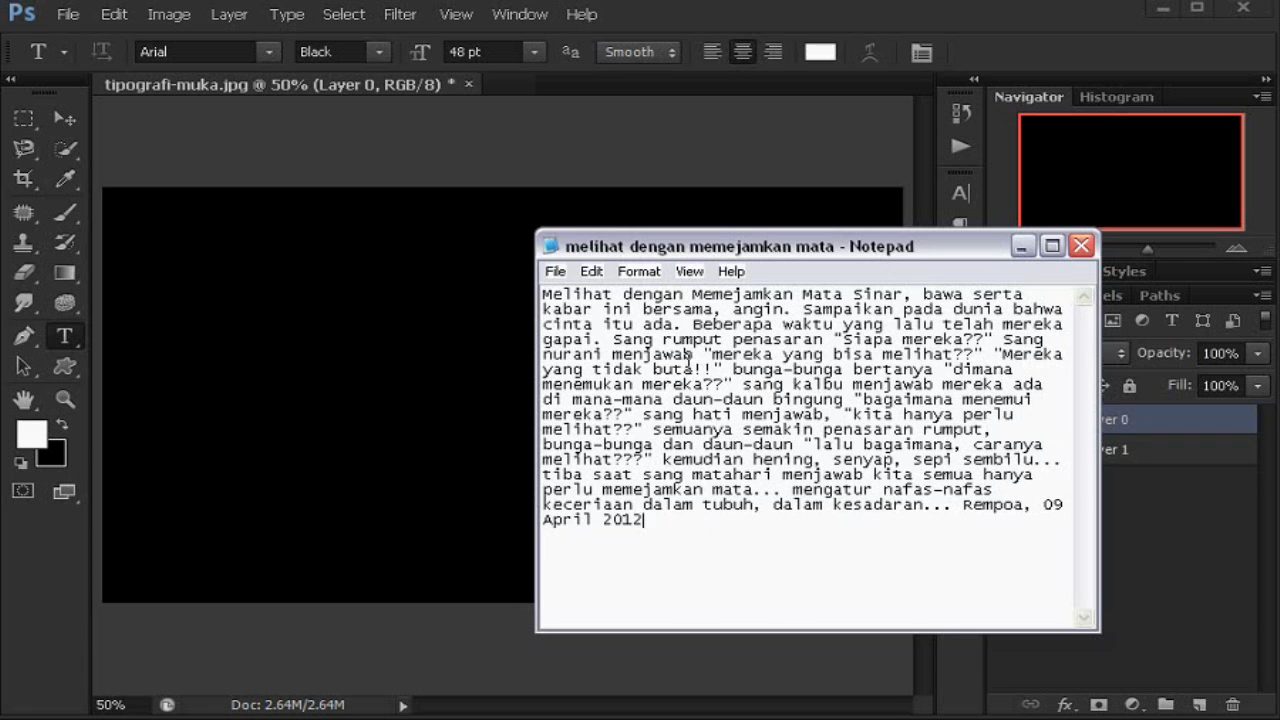 Ps File Edit Image Layer Type Select Filter View Window Help
T Arial Black 48 pt aa Smooth
tipografi-muka.jpg @ 50% (Layer 0, RGB/8) * ×
Navigator Histogram
melihat dengan memejamkan mata - Notepad
File Edit Format View Help
Melihat dengan Memejamkan Mata Sinar, bawa serta
kabar ini bersama, angin. Sampaikan pada dunia bahwa
cinta itu ada. Beberapa waktu yang lalu telah mereka
gapai. Sang rumput penasaran "Siapa mereka??" Sang
nurani menjawab "mereka yang bisa melihat??" "Mereka
yang tidak buta!!" bunga-bunga bertanya "dimana
menemukan mereka??" sang kalbu menjawab mereka ada
di mana-mana daun-daun bingung "bagaimana menemui
mereka??" sang hati menjawab, "kita hanya perlu
melihat??" semuanya semakin penasaran rumput,
bunga-bunga dan daun-daun "lalu bagaimana, caranya
melihat???" kemudian hening, senyap, sepi sembilu...
tiba saat sang matahari menjawab kita semua hanya
perlu memejamkan mata... mengatur nafas-nafas
keceriaan dalam tubuh, dalam kesadaran... Rempoa, 09
April 2012
Styles
els Paths
Opacity: 100%
Fill: 100%
er 0
er 1
50% Doc: 2.64M/2.64M
fx